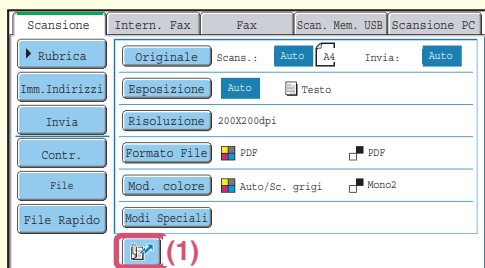 Scansione Intern. Fax Fax Scan. Mem. USB Scansione PC
Rubrica Originale Scans.: Auto A4 Invia: Auto
Imm.Indirizzi Esposizione Auto Testo
Invia Risoluzione 200X200dpi
Contr. Formato File PDF PDF
File Mod. colore Auto/Sc. grigi Mono2
File Rapido Modi Speciali
(1)